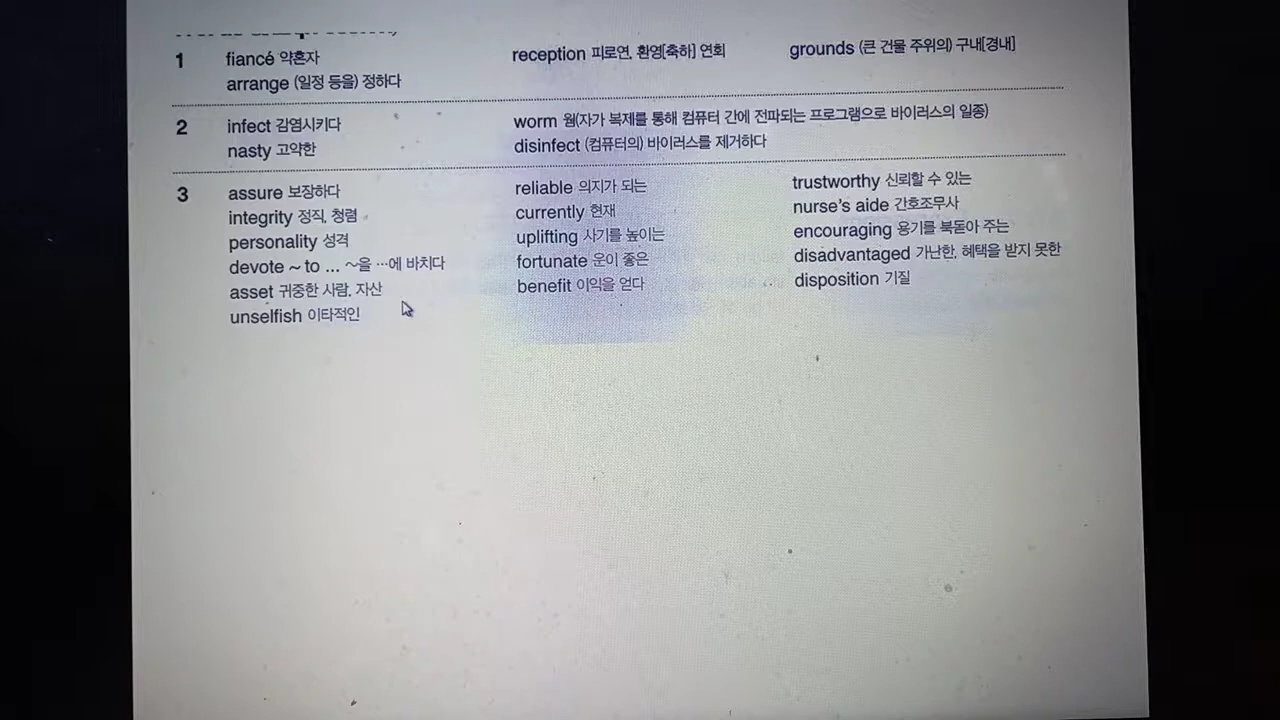 1 fiancé 약혼자 reception 피로연, 환영[축하] 연회 grounds (큰 건물 주위의) 구내[경내]
arrange (일정 등을) 정하다
2 infect 감염시키다 worm 웜(자가 복제를 통해 컴퓨터 간에 전파되는 프로그램으로 바이러스의 일종)
nasty 고약한 disinfect (컴퓨터의) 바이러스를 제거하다
3 assure 보장하다 reliable 의지가 되는 trustworthy 신뢰할 수 있는
integrity 정직, 청렴 currently 현재 nurse's aide 간호조무사
personality 성격 uplifting 사기를 높이는 encouraging 용기를 북돋아 주는
devote ~ to ... ~을 …에 바치다 fortunate 운이 좋은 disadvantaged 가난한, 혜택을 받지 못한
asset 귀중한 사람, 자산 benefit 이익을 얻다 disposition 기질
unselfish 이타적인